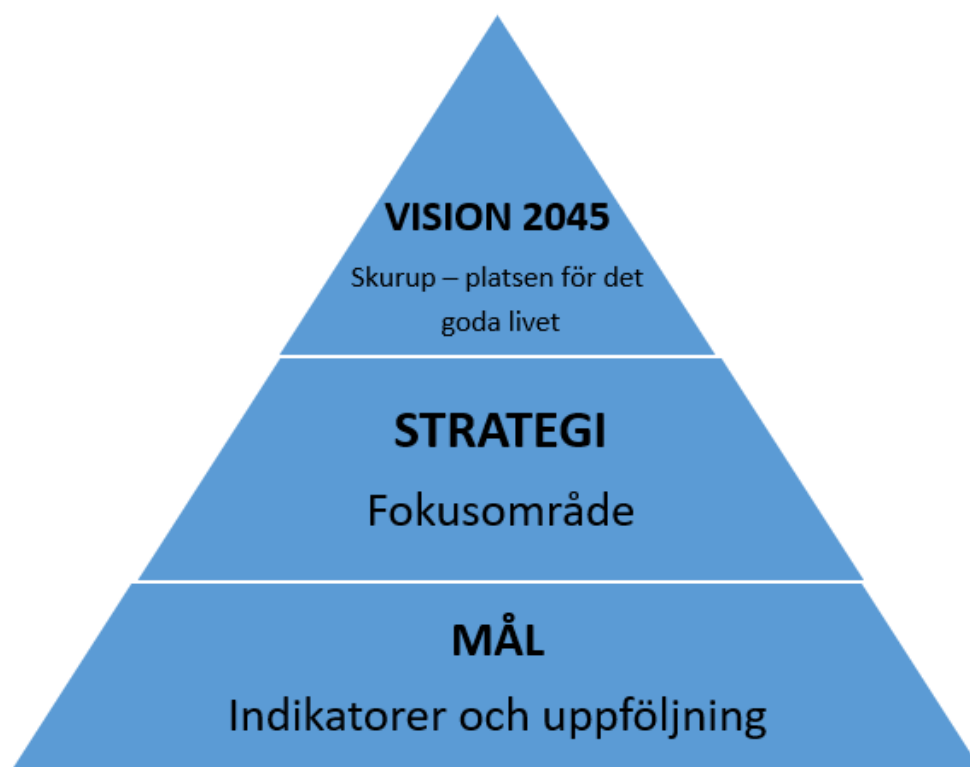 VISION 2045
Skurup – platsen för det
goda livet
STRATEGI
Fokusområde
MÅL
Indikatorer och uppföljning